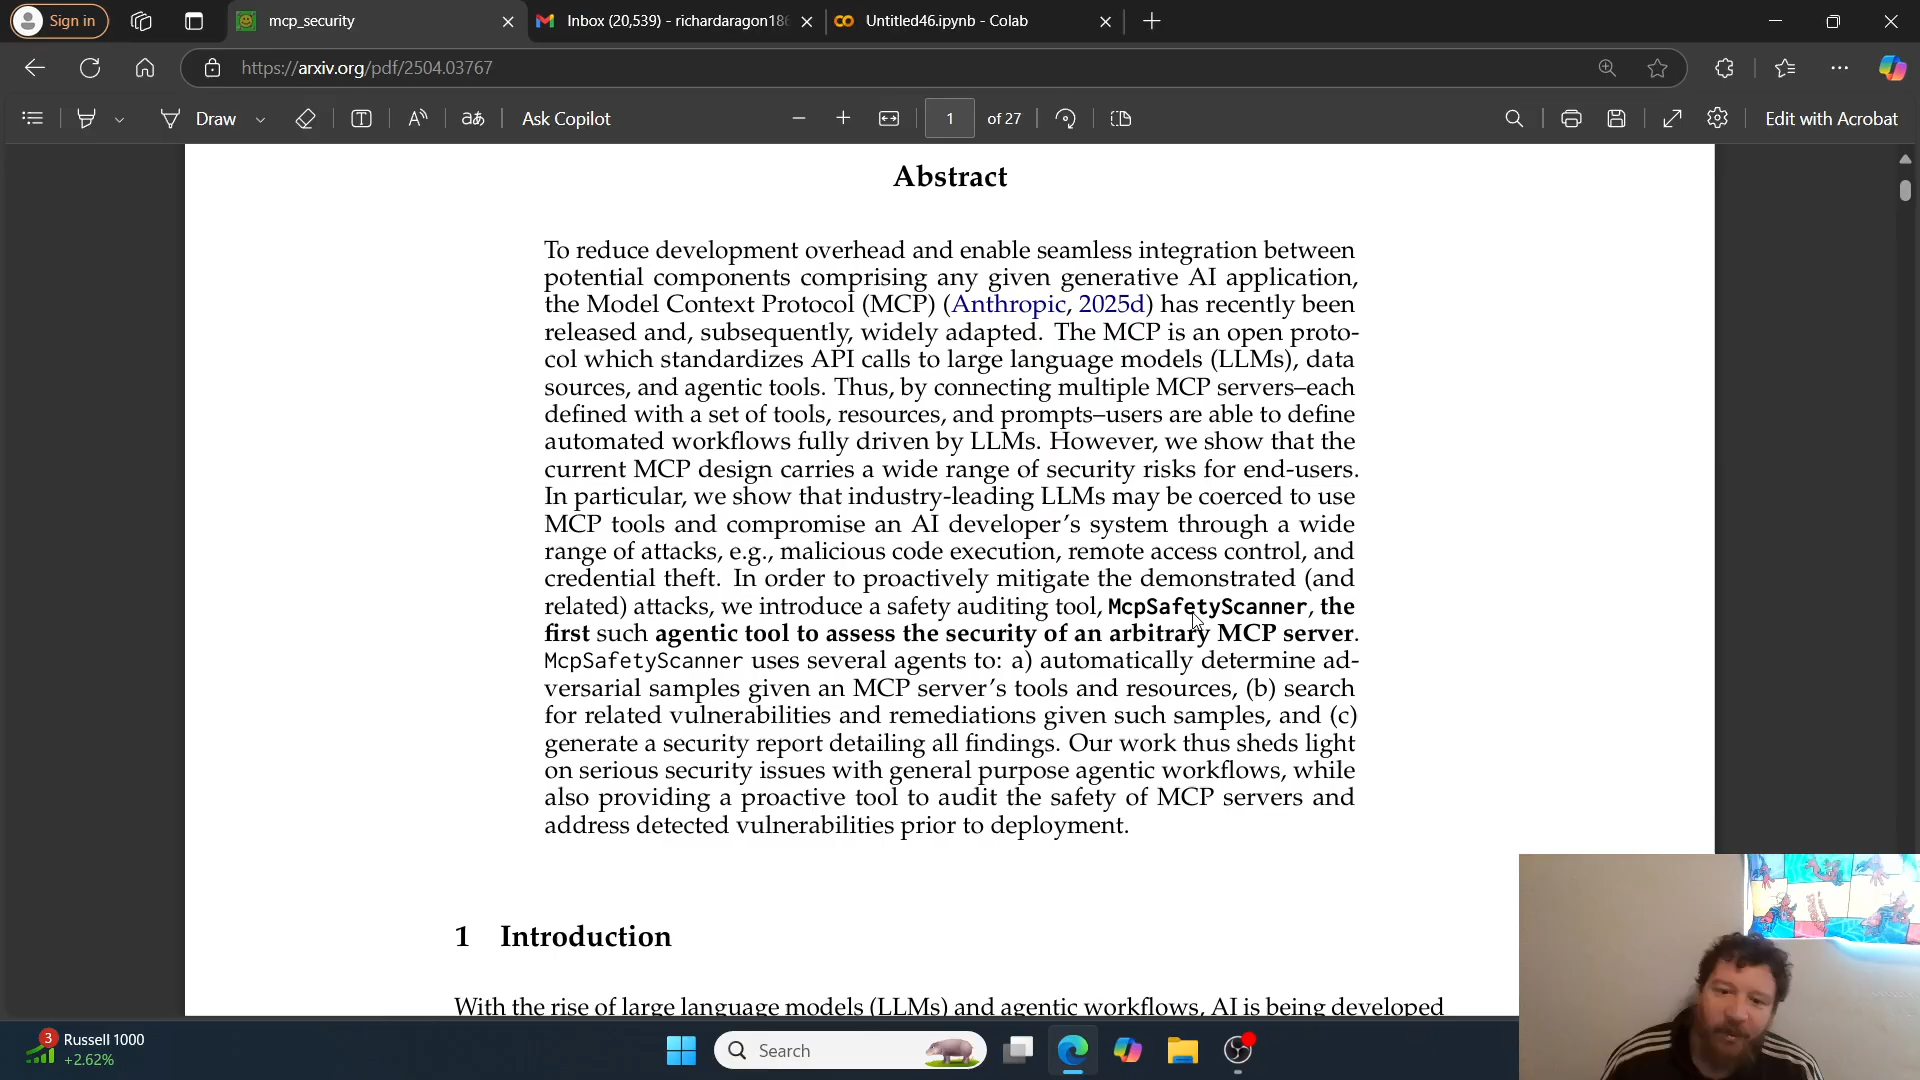 Sign in
mcp_security
Inbox (20,539) - richardaragon186
Untitled46.ipynb - Colab
https://arxiv.org/pdf/2504.03767
Draw
aあ
Ask Copilot
1 of 27
Edit with Acrobat
Abstract
To reduce development overhead and enable seamless integration between
potential components comprising any given generative AI application,
the Model Context Protocol (MCP) (Anthropic, 2025d) has recently been
released and, subsequently, widely adapted. The MCP is an open proto-
col which standardizes API calls to large language models (LLMs), data
sources, and agentic tools. Thus, by connecting multiple MCP servers–each
defined with a set of tools, resources, and prompts–users are able to define
automated workflows fully driven by LLMs. However, we show that the
current MCP design carries a wide range of security risks for end-users.
In particular, we show that industry-leading LLMs may be coerced to use
MCP tools and compromise an AI developer's system through a wide
range of attacks, e.g., malicious code execution, remote access control, and
credential theft. In order to proactively mitigate the demonstrated (and
related) attacks, we introduce a safety auditing tool, McpSafetyScanner, the
first such agentic tool to assess the security of an arbitrary MCP server.
McpSafetyScanner uses several agents to: a) automatically determine ad-
versarial samples given an MCP server's tools and resources, (b) search
for related vulnerabilities and remediations given such samples, and (c)
generate a security report detailing all findings. Our work thus sheds light
on serious security issues with general purpose agentic workflows, while
also providing a proactive tool to audit the safety of MCP servers and
address detected vulnerabilities prior to deployment.
1 Introduction
With the rise of large language models (LLMs) and agentic workflows, AI is being developed
3
Russell 1000
+2.62%
Search